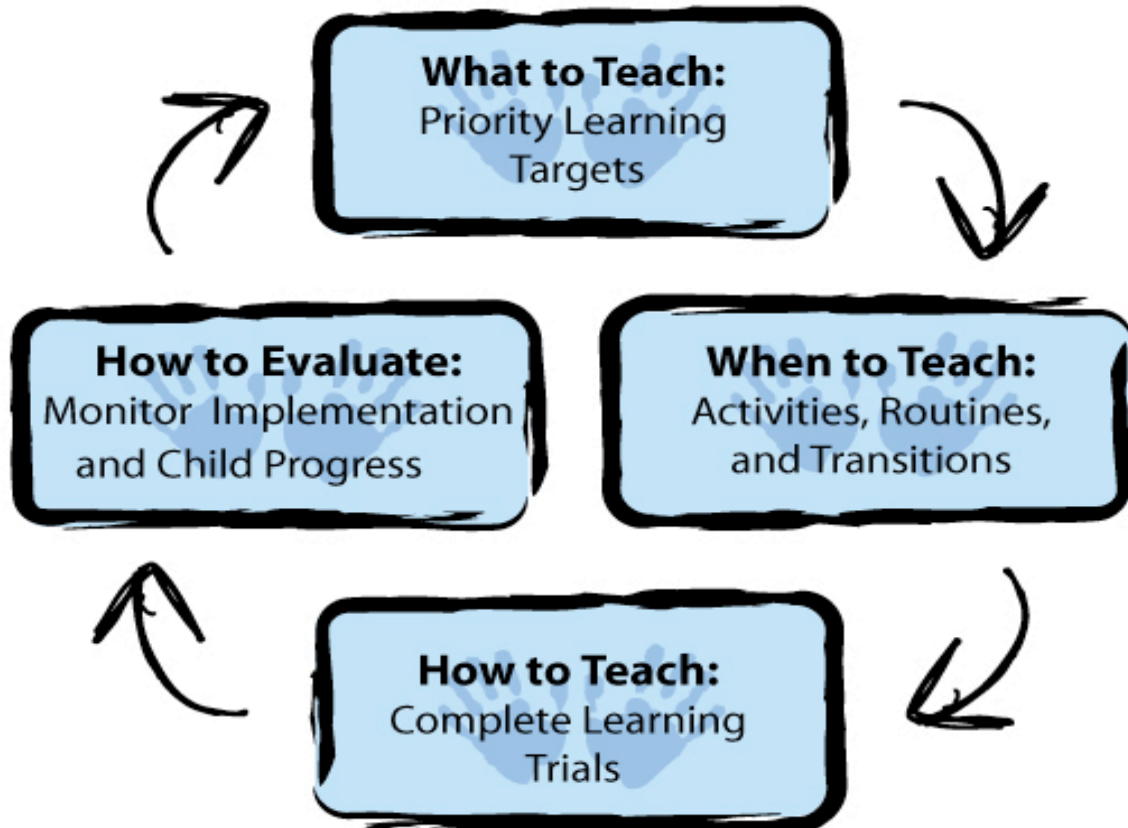 What to Teach:
Priority Learning
Targets
When to Teach:
Activities, Routines,
and Transitions
How to Teach:
Complete Learning
Trials
How to Evaluate:
Monitor Implementation
and Child Progress